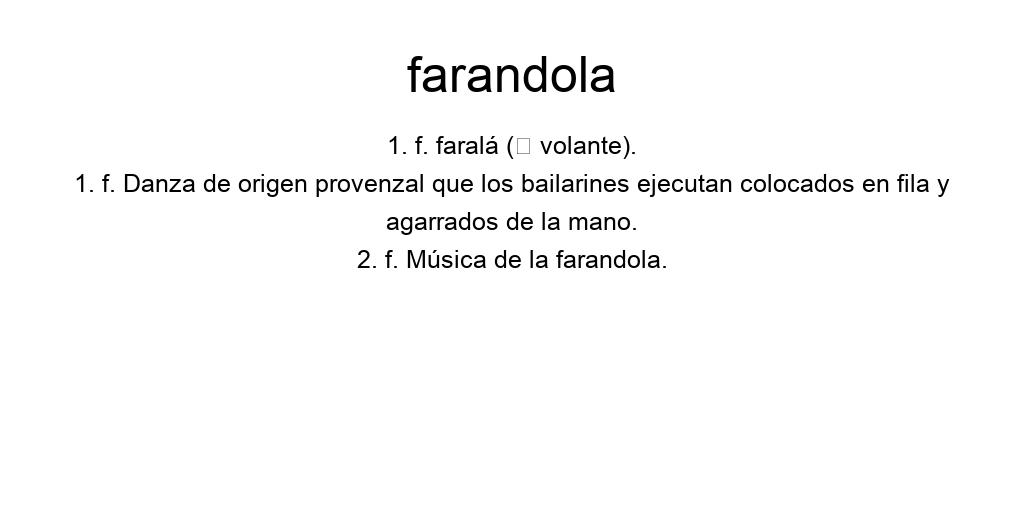 farandola
1. f. faralá (□ volante).
1. f. Danza de origen provenzal que los bailarines ejecutan colocados en fila y
agarrados de la mano.
2. f. Música de la farandola.